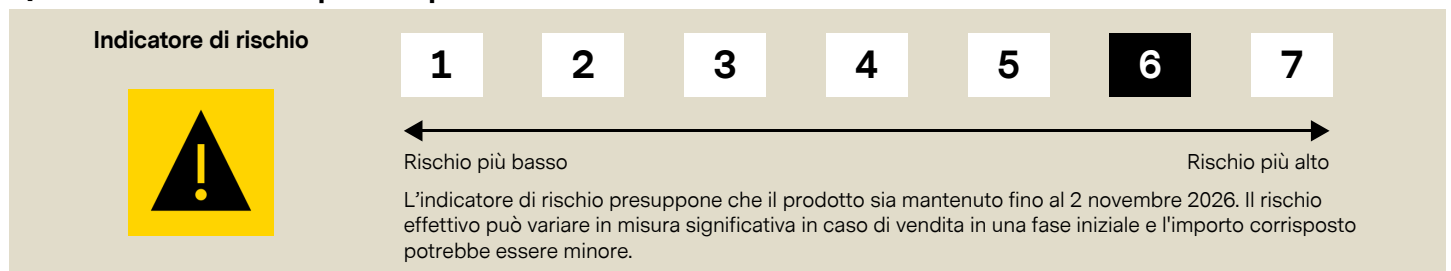 Indicatore di rischio
1 2 3 4 5 6 7
Rischio più basso
Rischio più alto
L'indicatore di rischio presuppone che il prodotto sia mantenuto fino al 2 novembre 2026. Il rischio
effettivo può variare in misura significativa in caso di vendita in una fase iniziale e l'importo corrisposto
potrebbe essere minore.